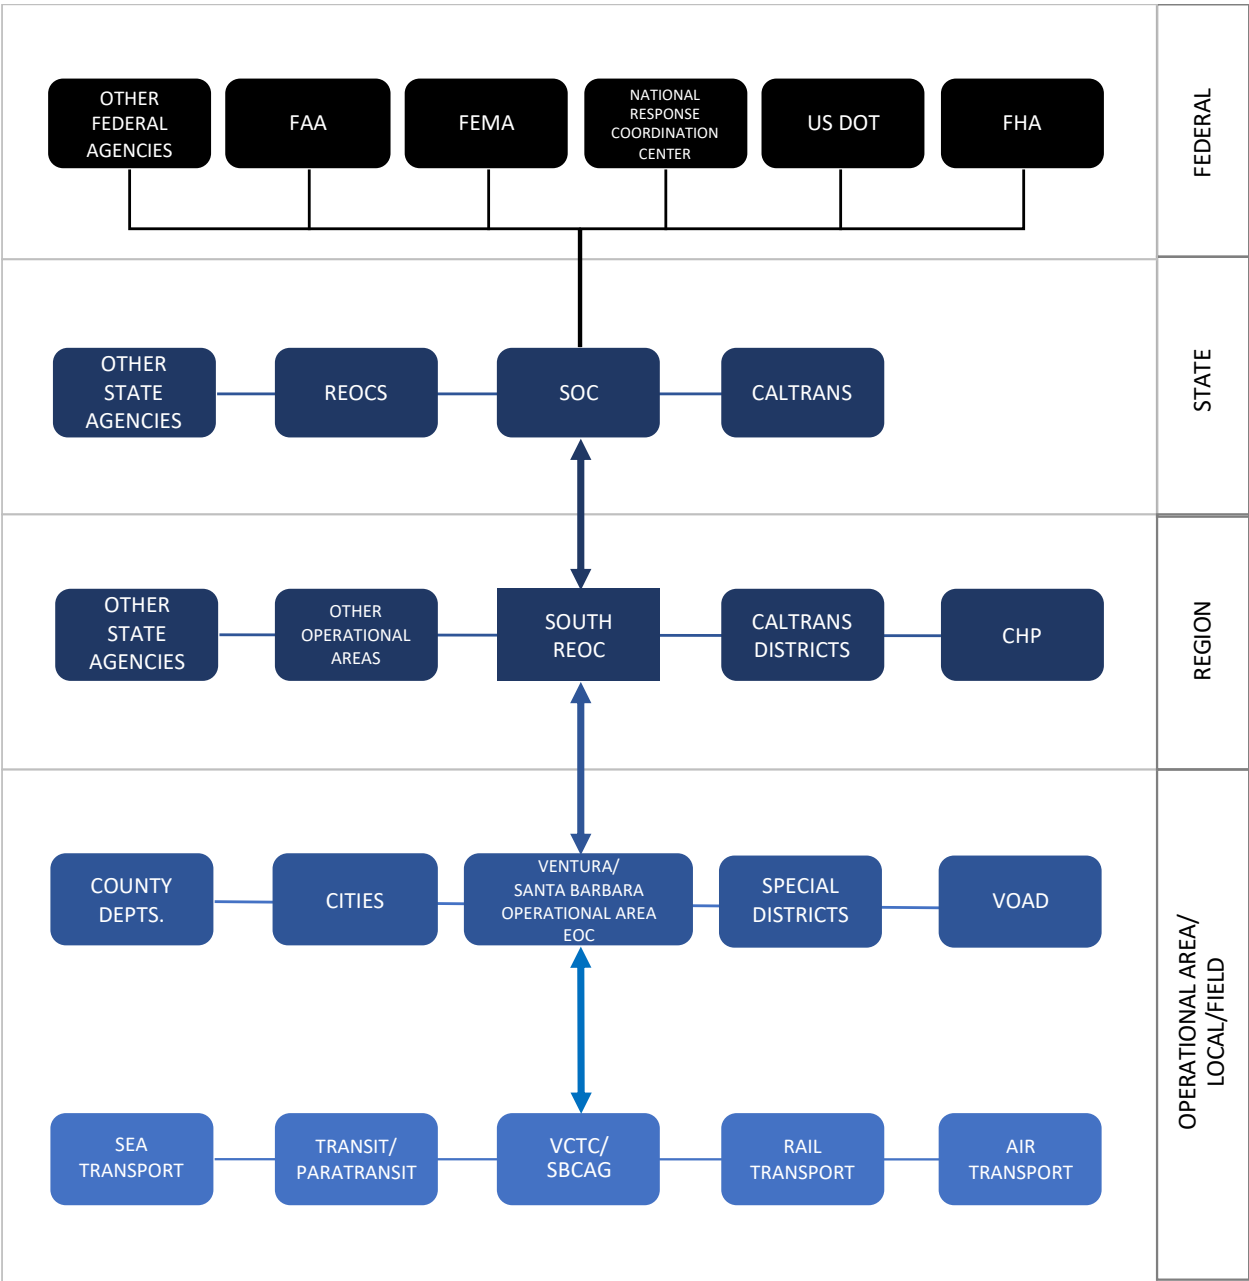 OTHER
FEDERAL
AGENCIES
FAA
FEMA
NATIONAL
RESPONSE
COORDINATION
CENTER
US DOT
FHA
FEDERAL
OTHER
STATE
AGENCIES
REOCS
SOC
CALTRANS
STATE
OTHER
STATE
AGENCIES
OTHER
OPERATIONAL
AREAS
SOUTH
REOC
CALTRANS
DISTRICTS
CHP
REGION
COUNTY
DEPTS.
CITIES
VENTURA/
SANTA BARBARA
OPERATIONAL AREA
EOC
SPECIAL
DISTRICTS
VOAD
OPERATIONAL AREA/
LOCAL/FIELD
SEA
TRANSPORT
TRANSIT/
PARATRANSIT
VCTC/
SBCAG
RAIL
TRANSPORT
AIR
TRANSPORT